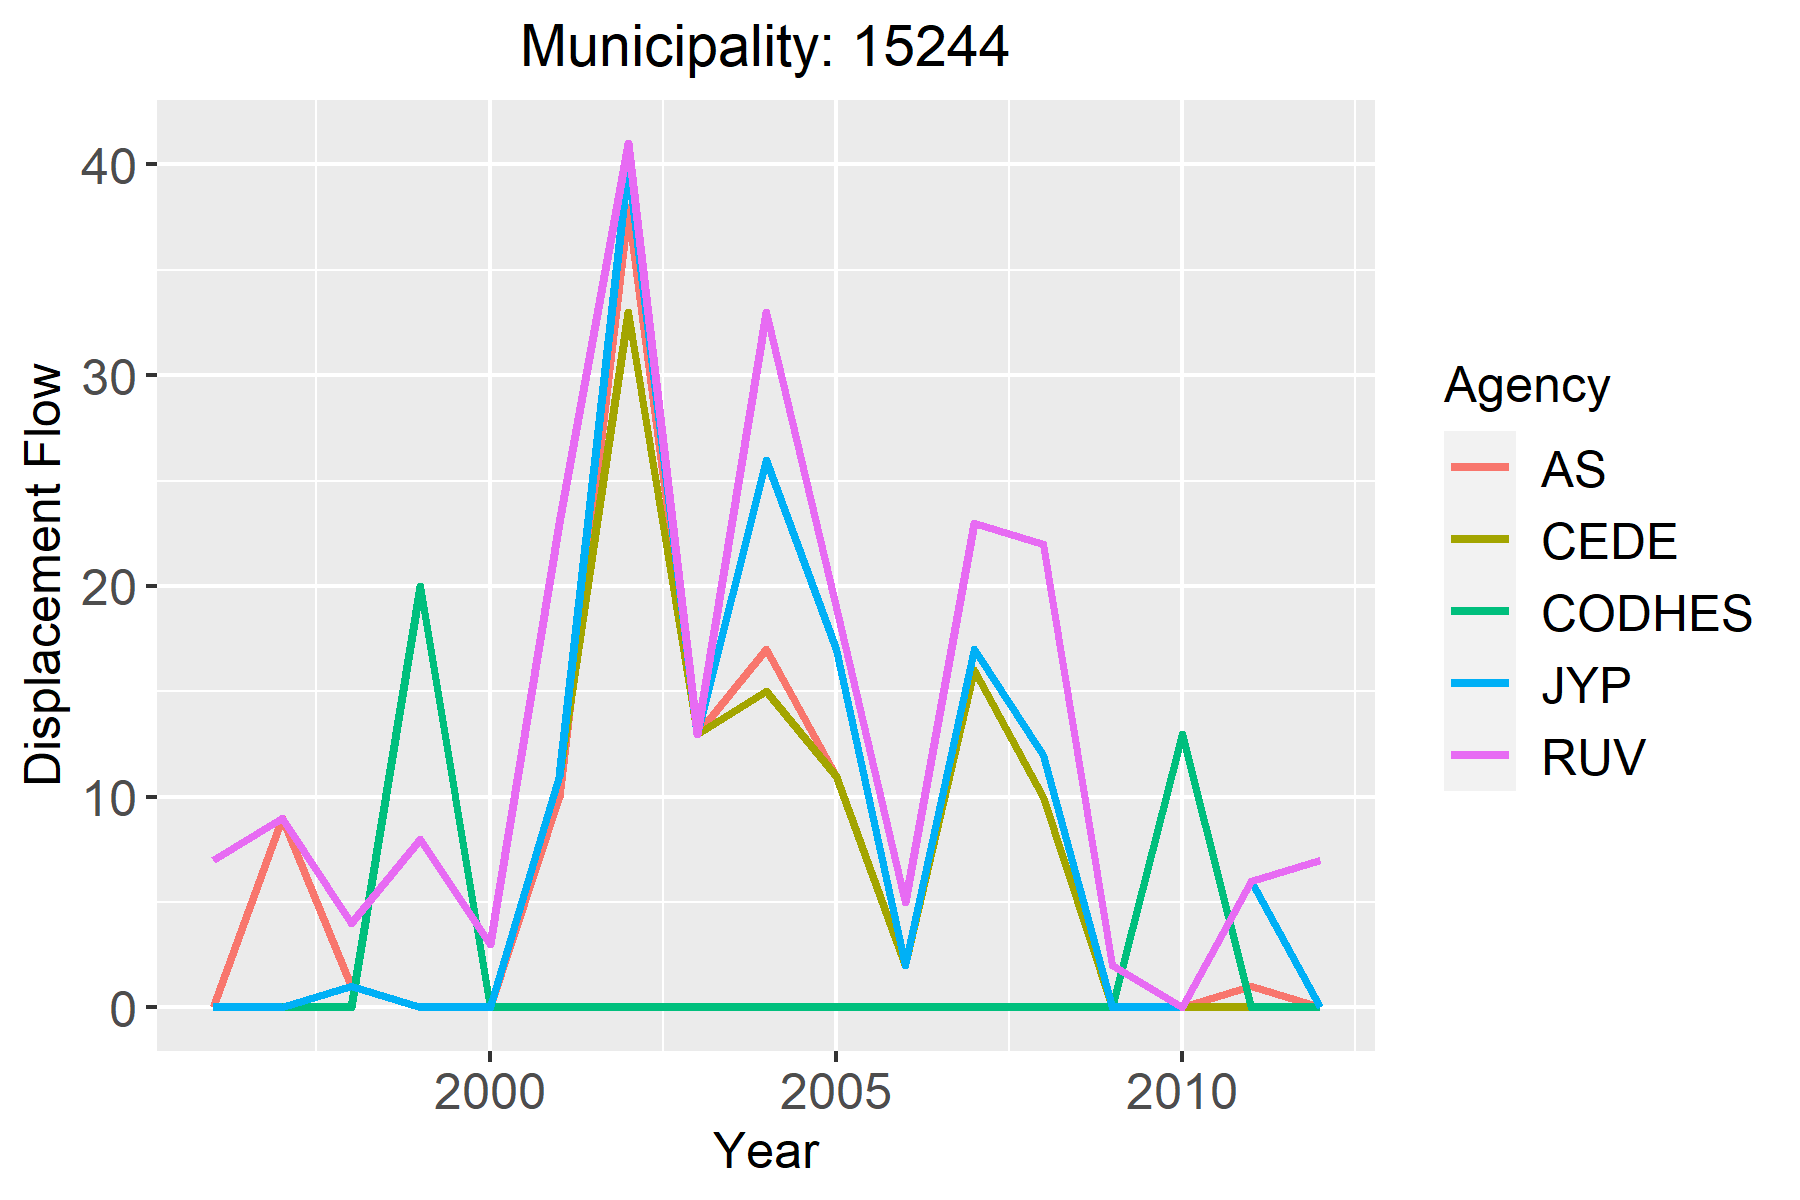 Municipality: 15244
Displacement Flow
40
30
20
10
0
2000
2005
2010
Year
Agency
AS
CEDE
CODHES
JYP
RUV